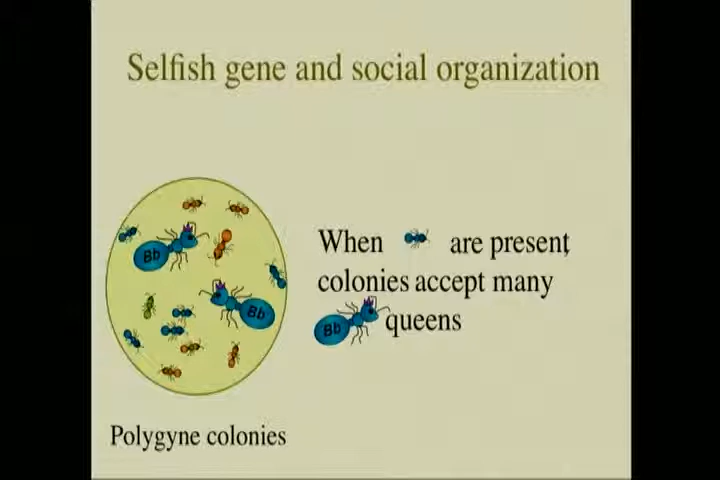 Selfish gene and social organization
Bb
Bb
When are present,
colonies accept many
Bb queens
Polygyne colonies